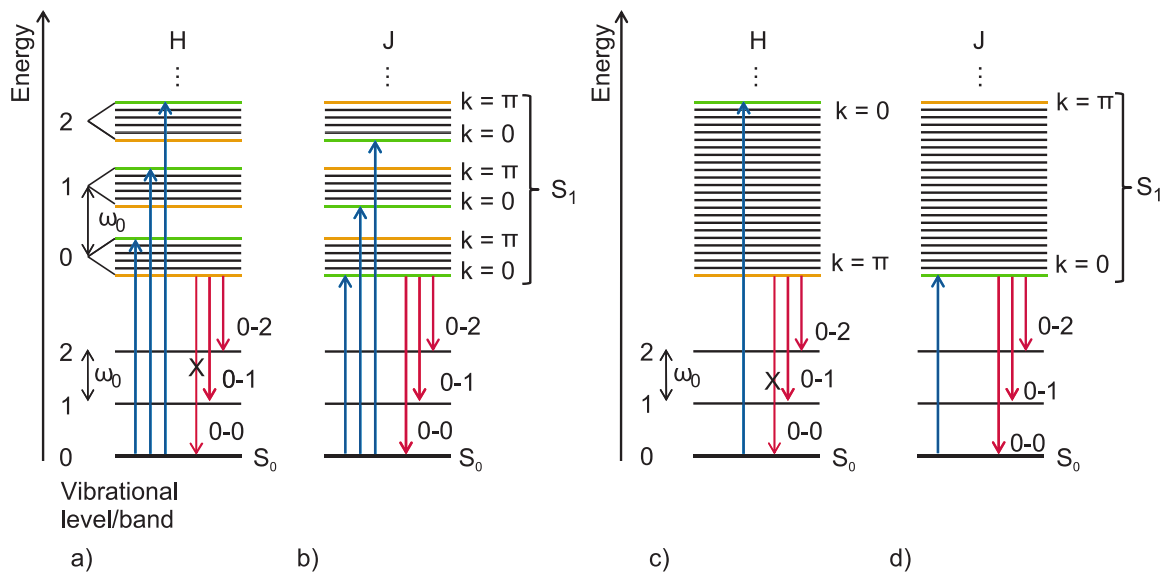 Energy
H
⋮
2
1
ω₀
0
0-2
2
X
ω₀
0-1
1
0-0
0
S₀
Vibrational
level/band
a)
J
⋮
k = π
k = 0
k = π
S₁
k = 0
k = π
k = 0
0-2
0-1
0-0
S₀
b)
Energy
H
⋮
k = 0
k = π
0-2
2
X
ω₀
0-1
1
0-0
0
S₀
c)
J
⋮
k = π
S₁
k = 0
0-2
0-1
0-0
S₀
d)